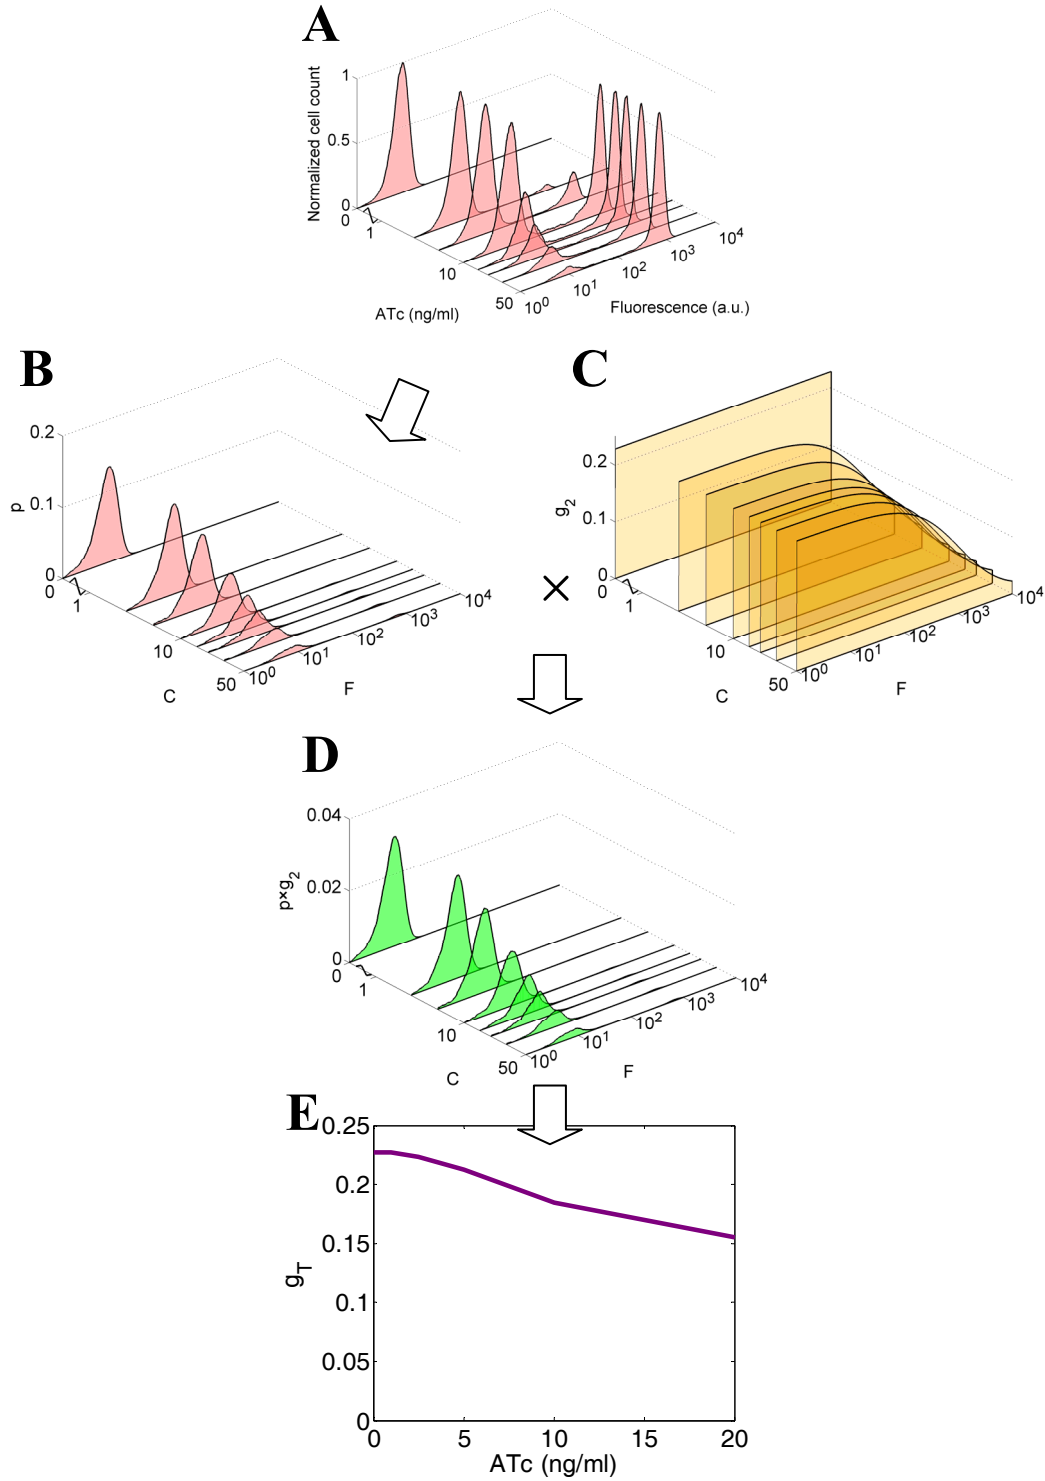 A
Normalized cell count
1
0.5
0
0
1
10
50
10^0
10^1
10^2
10^3
10^4
ATc (ng/ml)
Fluorescence (a.u.)
B
p
0.2
0.1
0
0
1
10
50
10^0
10^1
10^2
10^3
10^4
C
F
×
C
g_2
0.2
0.1
0
0
1
10
50
10^0
10^1
10^2
10^3
10^4
C
F
D
p×g_2
0.04
0.02
0
0
1
10
50
10^0
10^1
10^2
10^3
10^4
C
F
E
g_T
0.25
0.2
0.15
0.1
0.05
0
0 5 10 15 20
ATc (ng/ml)